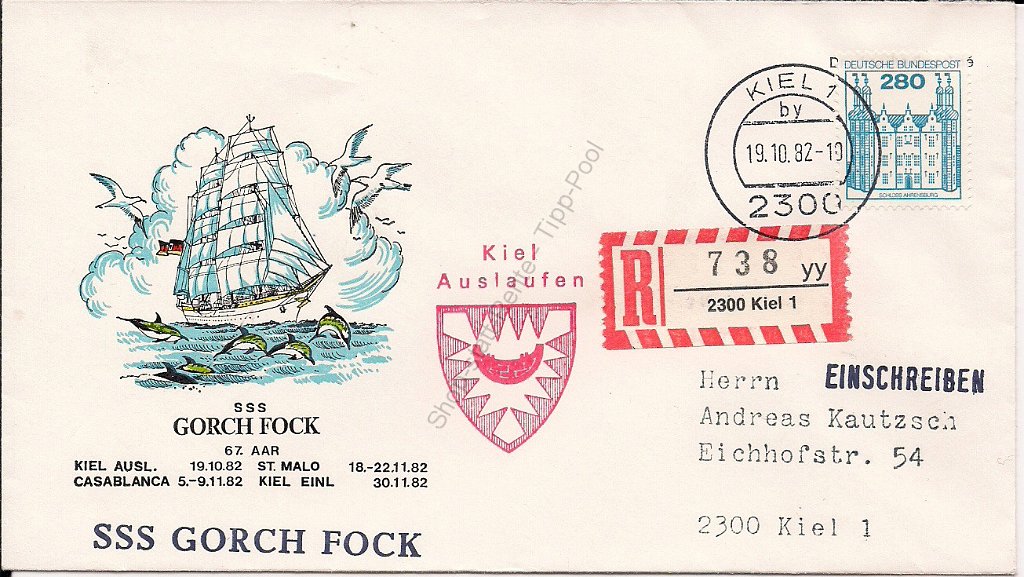 DEUTSCHE BUNDESPOST
280
SCHLOSS AHRENSBURG
KIEL 1
by
19.10.82-19
2300
Kiel
Auslaufen
R
738 yy
2300 Kiel 1
EINSCHREIBEN
Herrn
Andreas Kautzsch
Eichhofstr. 54
2300 Kiel 1
SSS
GORCH FOCK
67. AAR
KIEL AUSL. 19.10.82 ST. MALO 18.-22.11.82
CASABLANCA 5.-9.11.82 KIEL EINL 30.11.82
SSS GORCH FOCK
Tipp-Pool